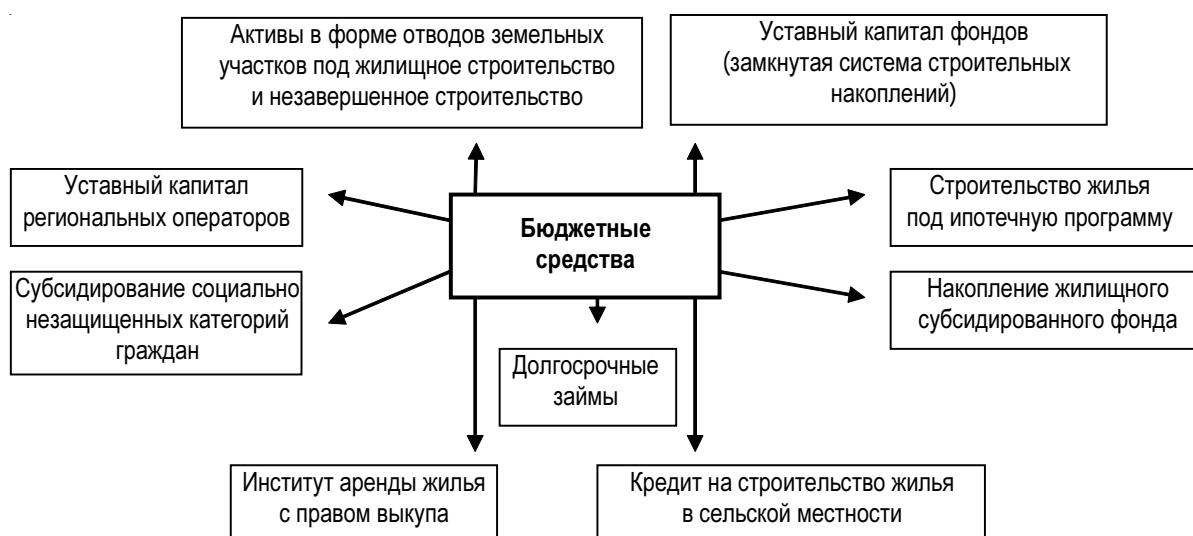 Активы в форме отводов земельных
участков под жилищное строительство
и незавершенное строительство
Уставный капитал фондов
(замкнутая система строительных
накоплений)
Уставный капитал
региональных операторов
Бюджетные
средства
Строительство жилья
под ипотечную программу
Субсидирование социально
незащищенных категорий
граждан
Накопление жилищного
субсидированного фонда
Долгосрочные
займы
Институт аренды жилья
с правом выкупа
Кредит на строительство жилья
в сельской местности